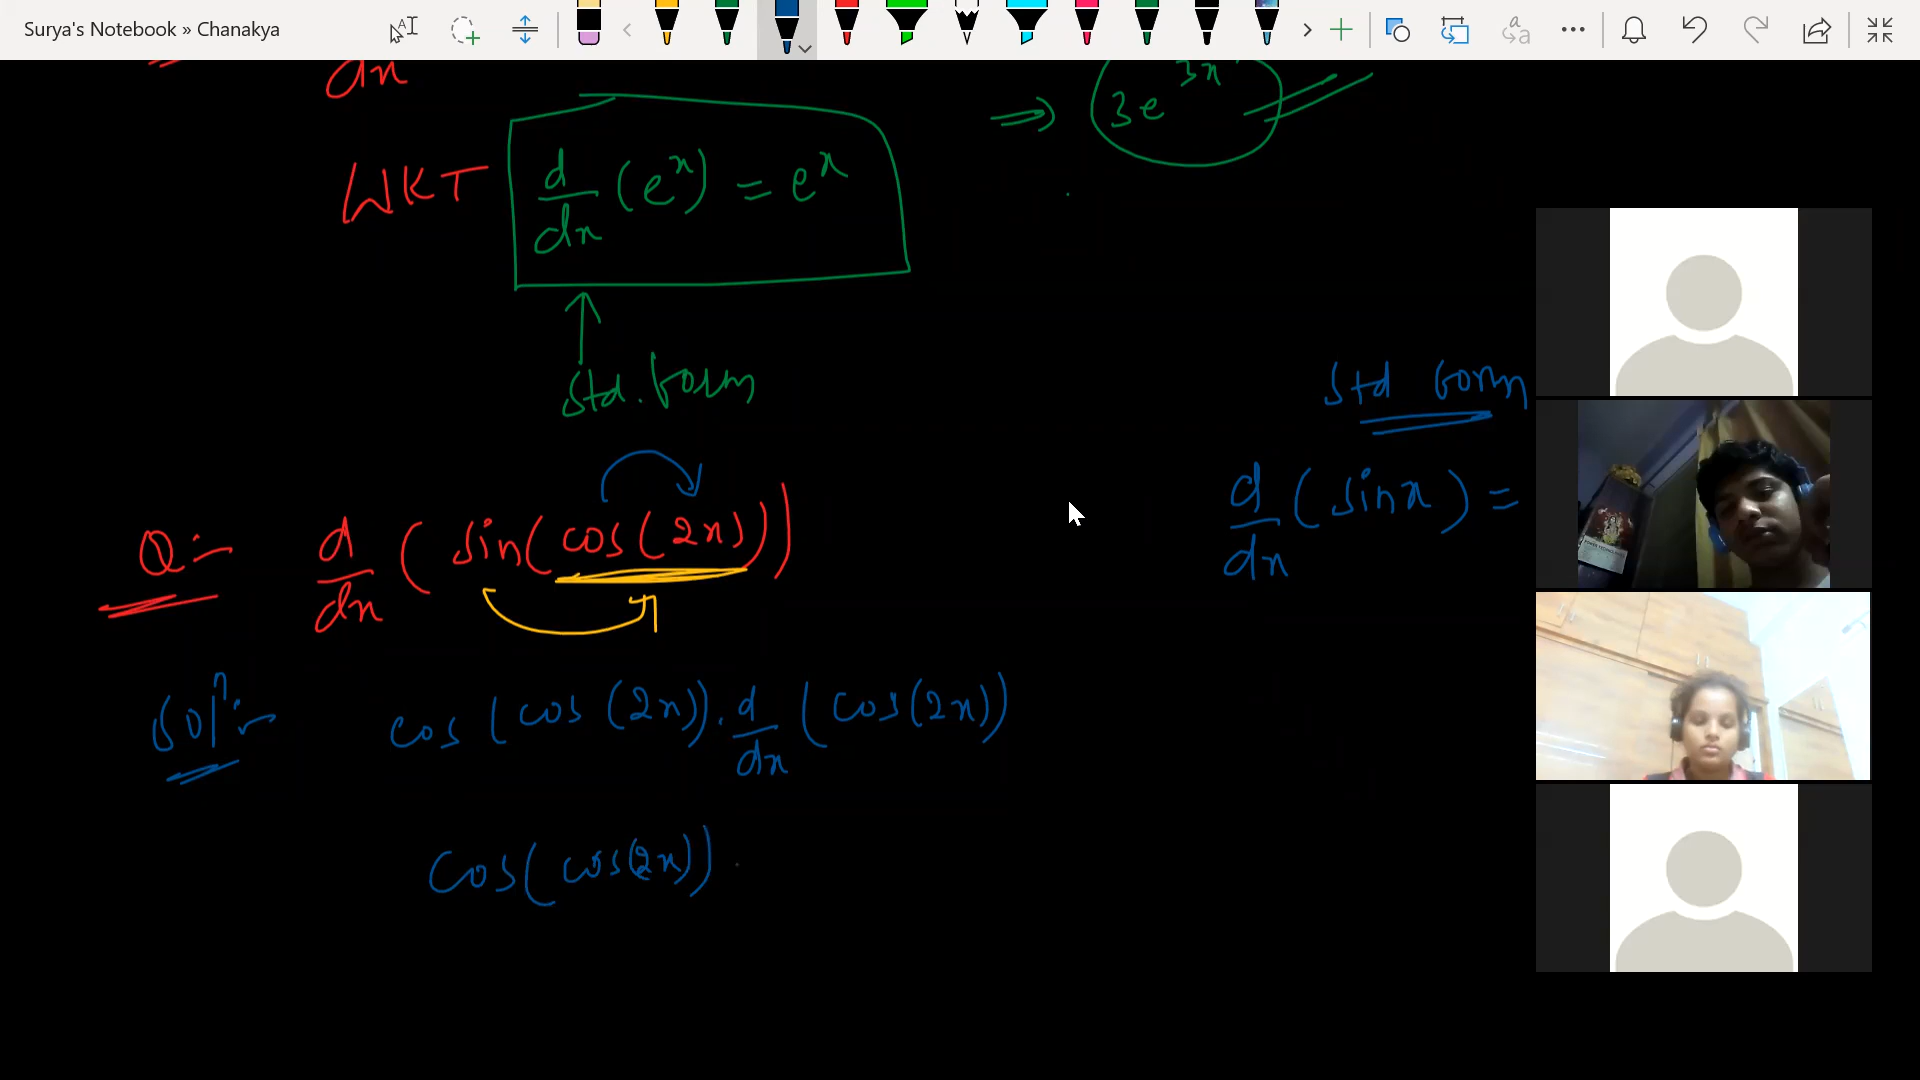 Surya's Notebook » Chanakya
dx
⇒ 3e^3x
WKT d/dx (e^x) = e^x
Std. form
Std form
d/dx (sinx) =
Q:- d/dx (sin(cos(2x)))
Sol^n:- cos(cos(2x)). d/dx (cos(2x))
Cos(cos(2x)) .